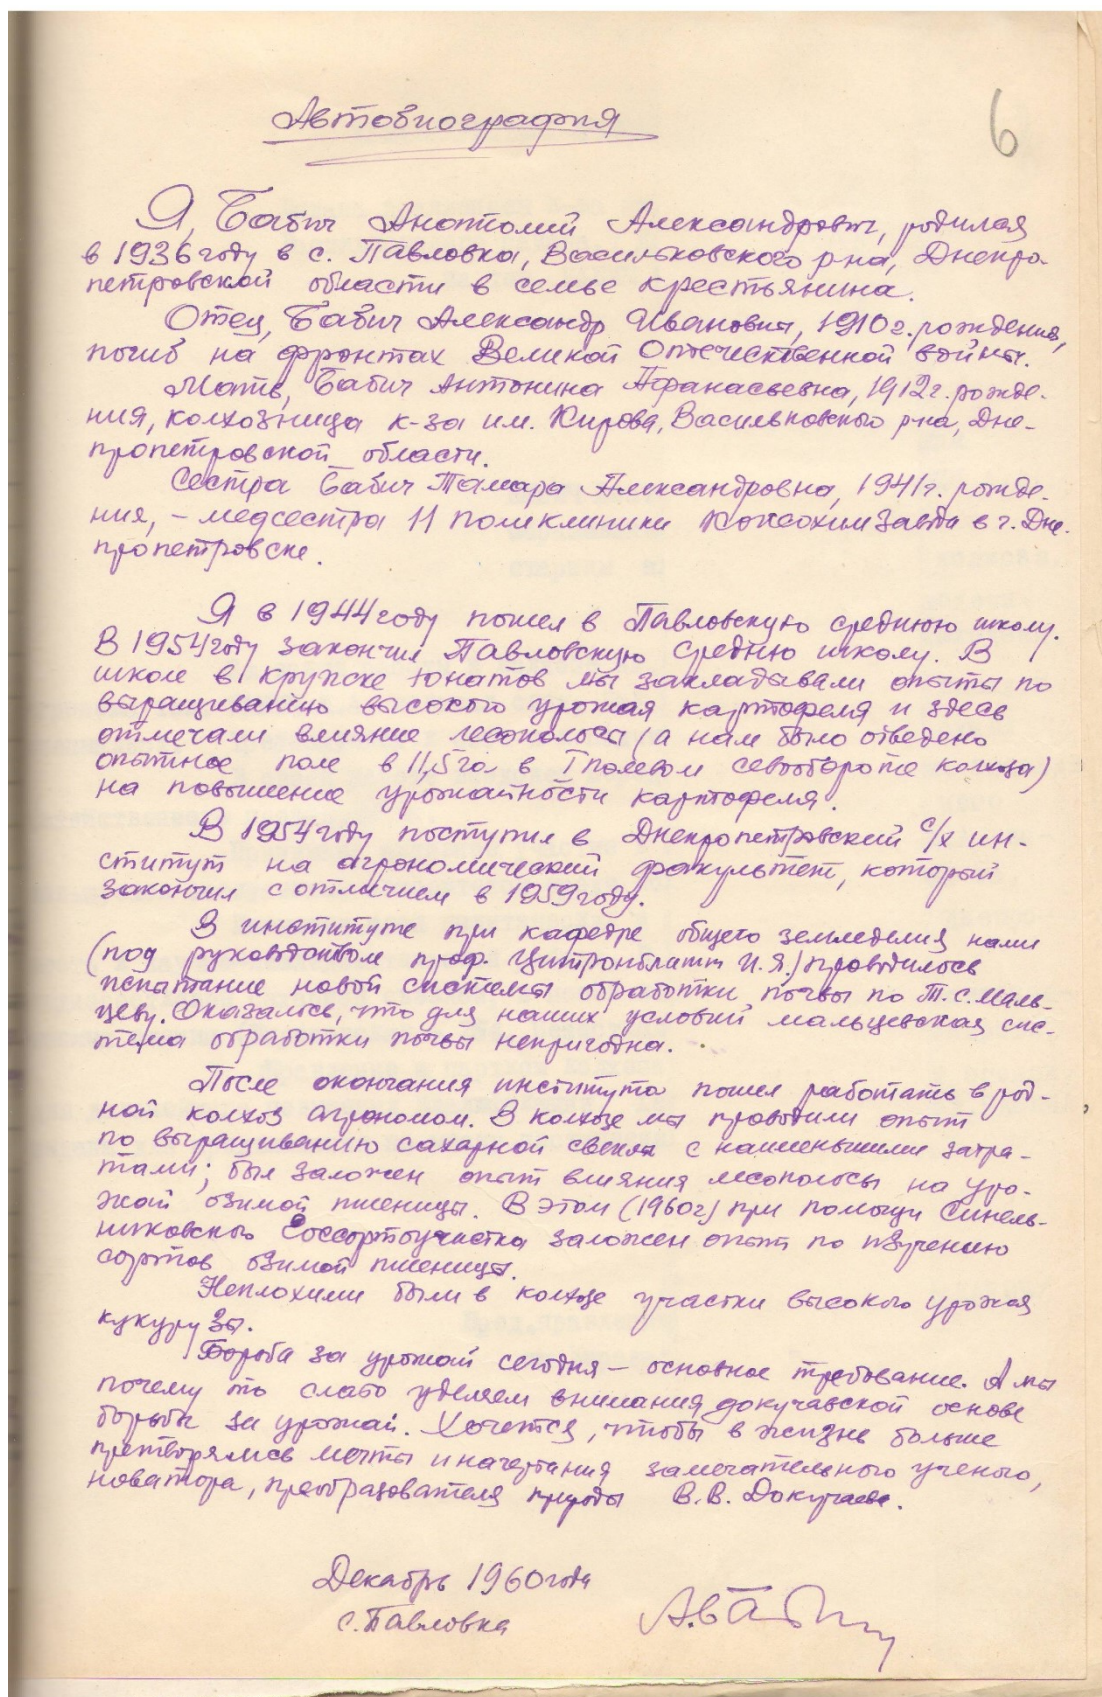 Автобиография
6
Я, Бабич Анатолий Александрович, родился
в 1936 году в с. Павловка, Васильковского р-на, Днепро-
петровской области в семье крестьянина.
Отец, Бабич Александр Иванович, 1910 г. рождения,
погиб на фронтах Великой Отечественной войны.
Мать, Бабич Антонина Афанасьевна, 1912 г. рожде-
ния, колхозница к-за им. Кирова, Васильковского р-на, Дне-
пропетровской области.
Сестра Бабич Тамара Александровна, 1941 г. рожде-
ния, – медсестра 11 поликлиники Коксохимзавода в г. Дне-
пропетровске.
Я в 1944 году пошел в Павловскую среднюю школу.
В 1954 году закончил Павловскую среднюю школу. В
школе в кружке юнатов мы закладывали опыты по
выращиванию высокого урожая картофеля и здесь
отмечали влияние лесополосы (а нам было отведено
опытное поле в 11,5 га в I полевом севообороте колхоза)
на повышение урожайности картофеля.
В 1954 году поступил в Днепропетровский с/х ин-
ститут на агрономический факультет, который
закончил с отличием в 1959 году.
В институте при кафедре общего земледелия нами
(под руководством проф. Цитронблатт И.Я.) проводилось
испытание новой системы обработки почвы по Т.С. Маль-
цеву. Оказалось, что для наших условий мальцевская сис-
тема обработки почвы непригодна.
После окончания института пошел работать в род-
ной колхоз агрономом. В колхозе мы проводили опыт
по выращиванию сахарной свеклы с наименьшими затра-
тами; был заложен опыт влияния лесополосы на уро-
жай озимой пшеницы. В этом (1960 г) при помощи Синель-
никовского Госсортоучастка заложен опыт по изучению
сортов озимой пшеницы.
Неплохими были в колхозе участки высокого урожая
кукурузы.
Борьба за урожай сегодня – основное требование. А мы
почему то слабо уделяем внимания докучавской основе
борьбы за урожай. Хочется, чтобы в жизнь больше
претворялись мечты и начертания замечательного ученого,
новатора, преобразователя природы В.В. Докучаева.
Декабрь 1960 года
с. Павловка